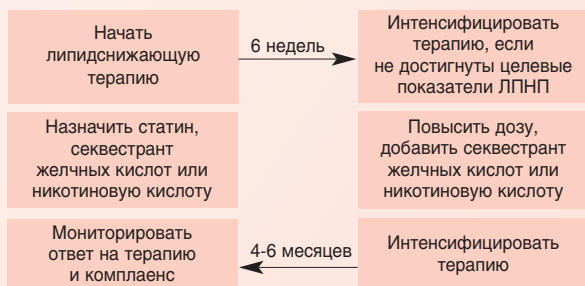 Начать
липидснижающую
терапию
6 недель
Интенсифицировать
терапию, если
не достигнуты целевые
показатели ЛПНП
Назначить статин,
секвестрант
желчных кислот или
никотиновую кислоту
Повысить дозу,
добавить секвестрант
желчных кислот или
никотиновую кислоту
Мониторировать
ответ на терапию
и комплаенс
4-6 месяцев
Интенсифицировать
терапию